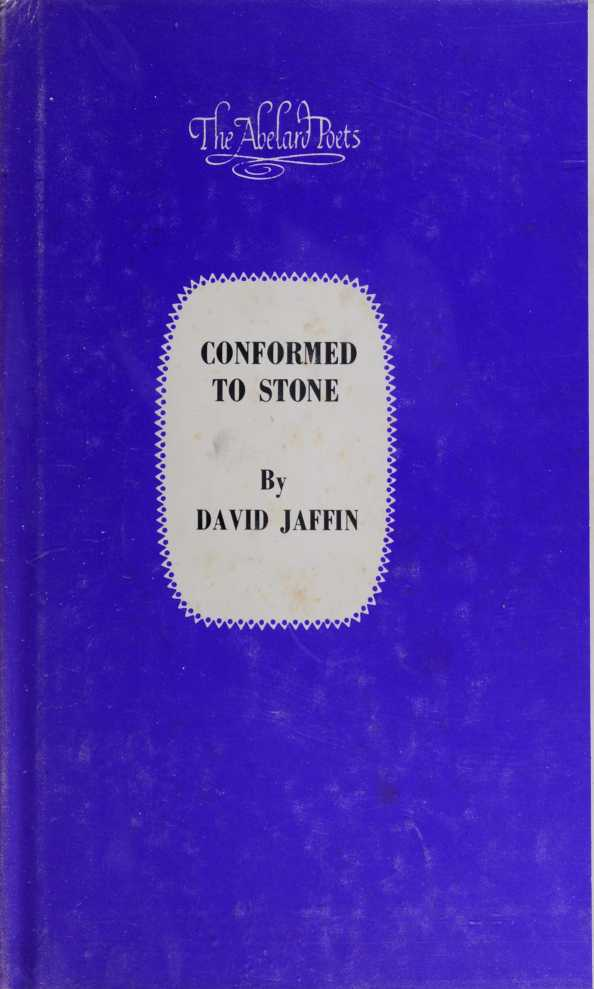 The Abelard Poets
CONFORMED
TO STONE
By
DAVID JAFFIN